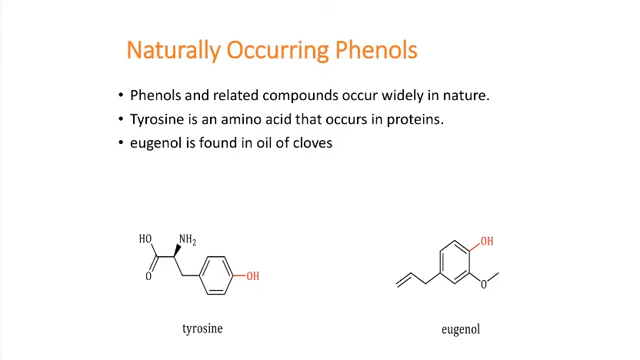 Naturally Occurring Phenols
• Phenols and related compounds occur widely in nature.
• Tyrosine is an amino acid that occurs in proteins.
• eugenol is found in oil of cloves
HO NH2
O OH
OH
O
tyrosine
eugenol